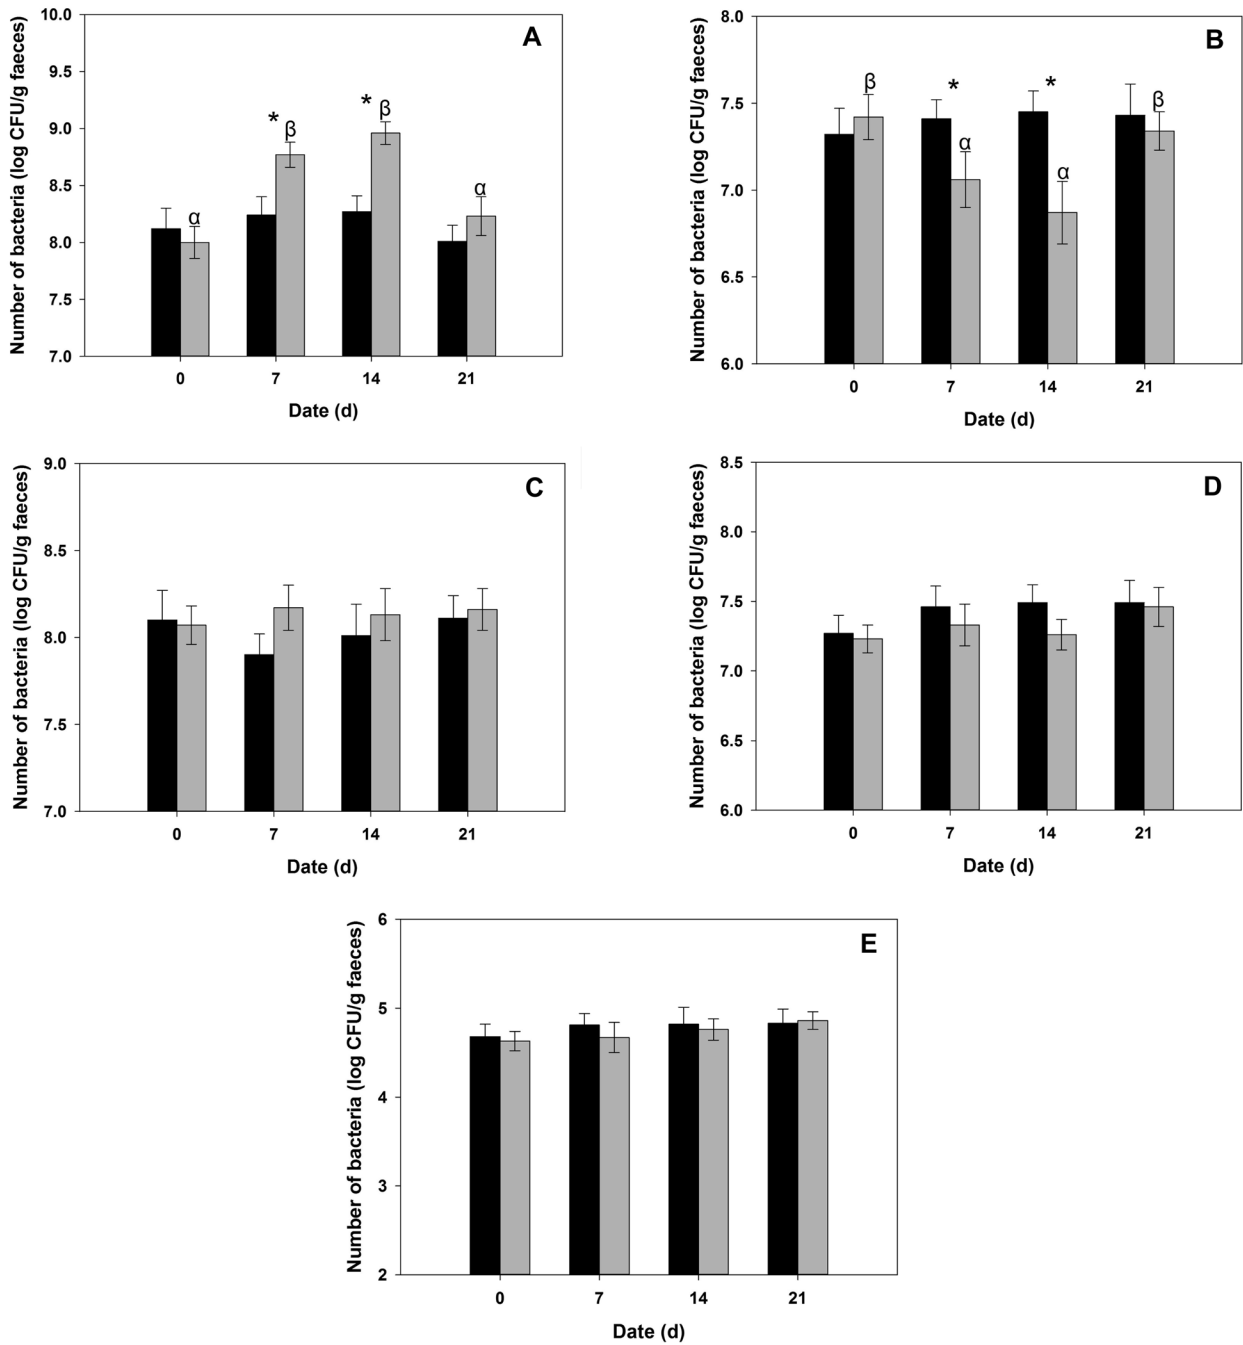 A
Number of bacteria (log CFU/g faeces)
10.0
9.5
9.0
8.5
8.0
7.5
7.0
α
* β
* β
α
0 7 14 21
Date (d)
B
Number of bacteria (log CFU/g faeces)
8.0
7.5
7.0
6.5
6.0
β
*
α
*
α
β
0 7 14 21
Date (d)
C
Number of bacteria (log CFU/g faeces)
9.0
8.5
8.0
7.5
7.0
0 7 14 21
Date (d)
D
Number of bacteria (log CFU/g faeces)
8.5
8.0
7.5
7.0
6.5
6.0
0 7 14 21
Date (d)
E
Number of bacteria (log CFU/g faeces)
6
5
4
3
2
0 7 14 21
Date (d)